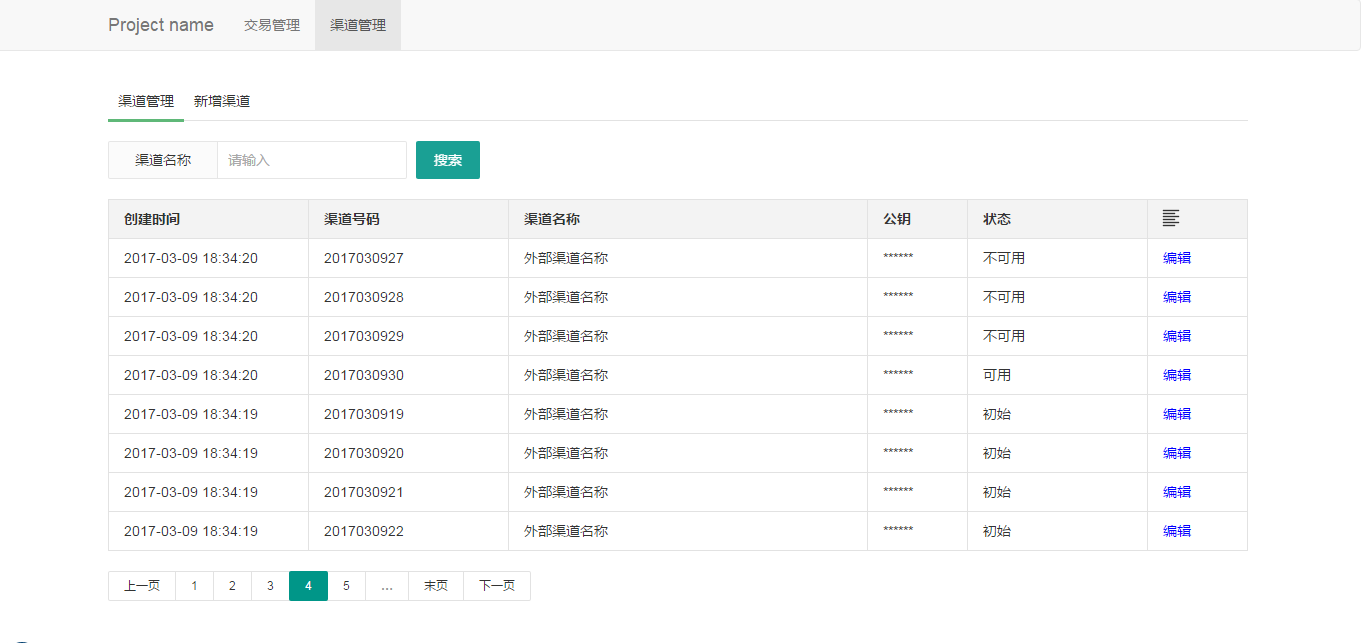 Project name 交易管理 渠道管理
渠道管理 新增渠道
渠道名称 请输入 搜索
创建时间 渠道号码 渠道名称 公钥 状态
2017-03-09 18:34:20 2017030927 外部渠道名称 ****** 不可用 编辑
2017-03-09 18:34:20 2017030928 外部渠道名称 ****** 不可用 编辑
2017-03-09 18:34:20 2017030929 外部渠道名称 ****** 不可用 编辑
2017-03-09 18:34:20 2017030930 外部渠道名称 ****** 可用 编辑
2017-03-09 18:34:19 2017030919 外部渠道名称 ****** 初始 编辑
2017-03-09 18:34:19 2017030920 外部渠道名称 ****** 初始 编辑
2017-03-09 18:34:19 2017030921 外部渠道名称 ****** 初始 编辑
2017-03-09 18:34:19 2017030922 外部渠道名称 ****** 初始 编辑
上一页 1 2 3 4 5 … 末页 下一页